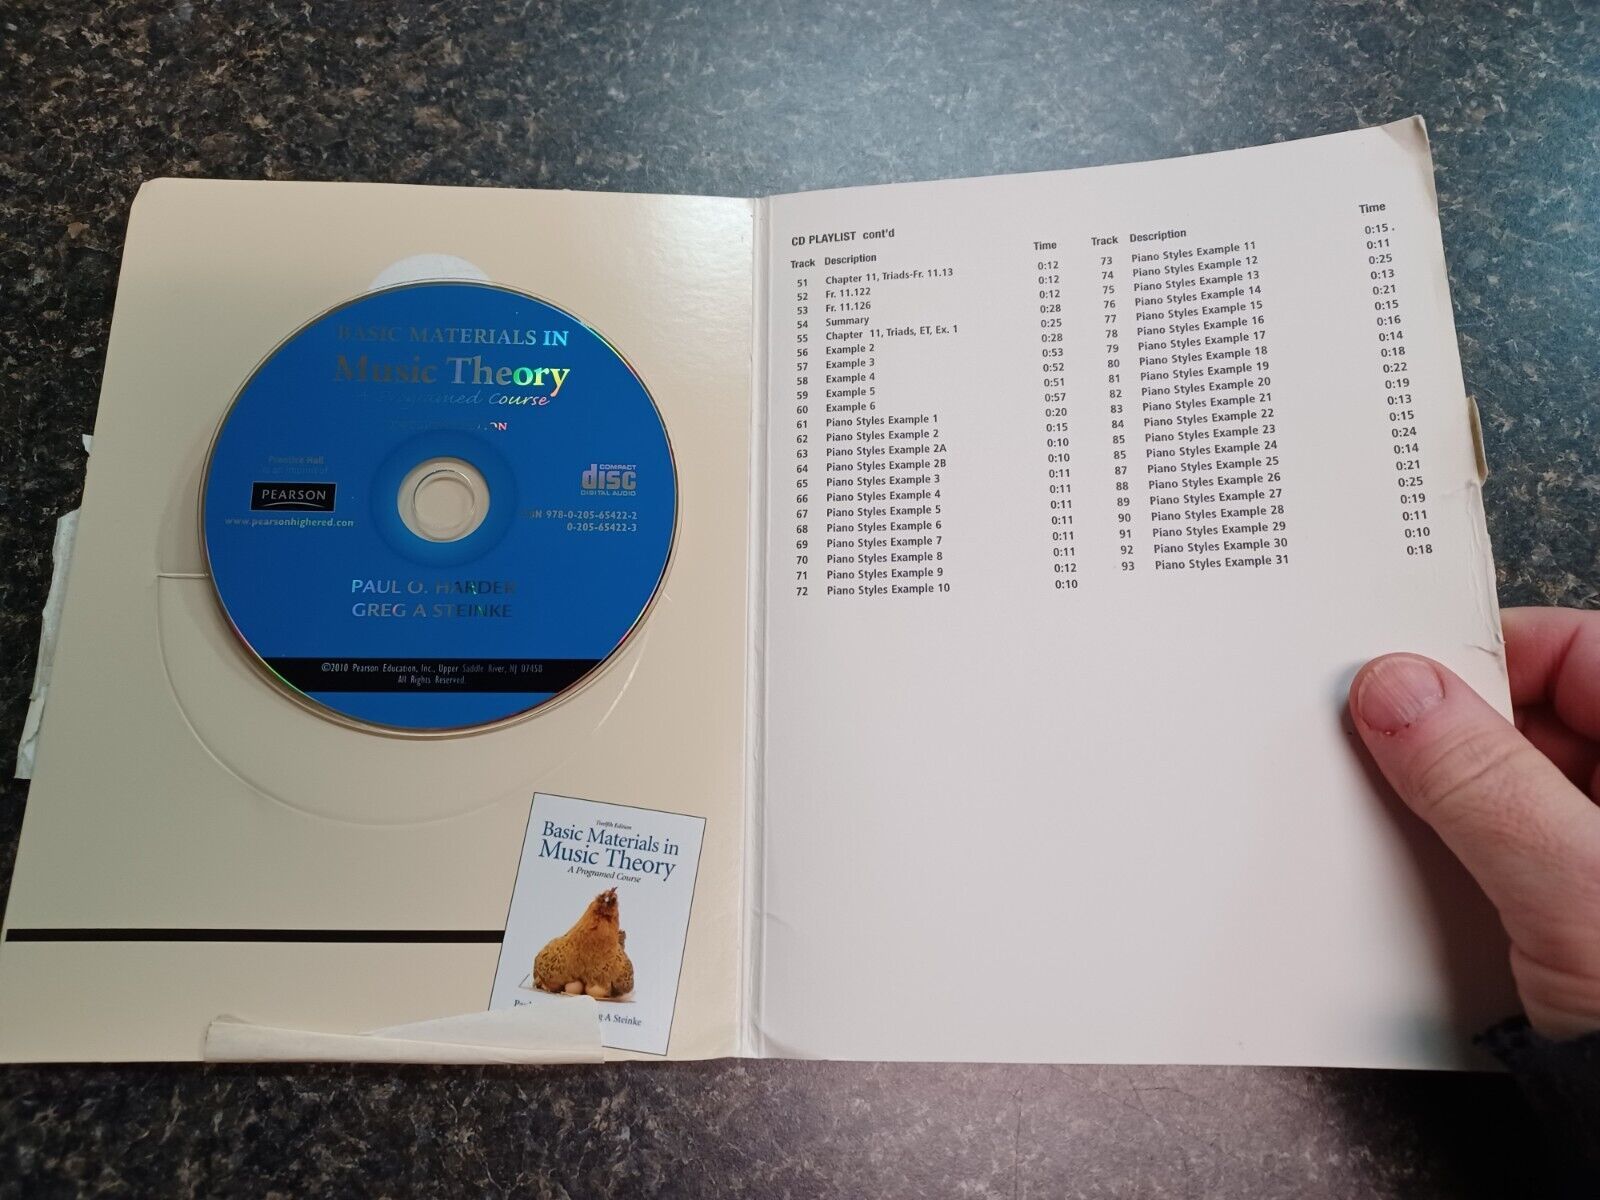 BASIC MATERIALS IN
Music Theory
A Programed Course
Prentice Hall
is an imprint of
PEARSON
www.pearsonhighered.com
COMPACT
disc
DIGITAL AUDIO
ISBN 978-0-205-65422-2
0-205-65422-3
PAUL O. HARDER
GREG A STEINKE
©2010 Pearson Education, Inc., Upper Saddle River, NJ 07458
All Rights Reserved.
Twelfth Edition
Basic Materials in
Music Theory
A Programed Course
g A Steinke
CD PLAYLIST cont'd
Track Description Time
51 Chapter 11, Triads-Fr. 11.13 0:12
52 Fr. 11.122 0:12
53 Fr. 11.126 0:12
54 Summary 0:28
55 Chapter 11, Triads, ET, Ex. 1 0:25
56 Example 2 0:28
57 Example 3 0:53
58 Example 4 0:52
59 Example 5 0:51
60 Example 6 0:57
61 Piano Styles Example 1 0:20
62 Piano Styles Example 2 0:15
63 Piano Styles Example 2A 0:10
64 Piano Styles Example 2B 0:10
65 Piano Styles Example 3 0:11
66 Piano Styles Example 4 0:11
67 Piano Styles Example 5 0:11
68 Piano Styles Example 6 0:11
69 Piano Styles Example 7 0:11
70 Piano Styles Example 8 0:11
71 Piano Styles Example 9 0:12
72 Piano Styles Example 10 0:10
Track Description Time
73 Piano Styles Example 11 0:15
74 Piano Styles Example 12 0:11
75 Piano Styles Example 13 0:25
76 Piano Styles Example 14 0:13
77 Piano Styles Example 15 0:21
78 Piano Styles Example 16 0:15
79 Piano Styles Example 17 0:16
80 Piano Styles Example 18 0:14
81 Piano Styles Example 19 0:18
82 Piano Styles Example 20 0:22
83 Piano Styles Example 21 0:19
84 Piano Styles Example 22 0:13
85 Piano Styles Example 23 0:15
85 Piano Styles Example 24 0:24
87 Piano Styles Example 25 0:14
88 Piano Styles Example 26 0:21
89 Piano Styles Example 27 0:25
90 Piano Styles Example 28 0:19
91 Piano Styles Example 29 0:11
92 Piano Styles Example 30 0:10
93 Piano Styles Example 31 0:18